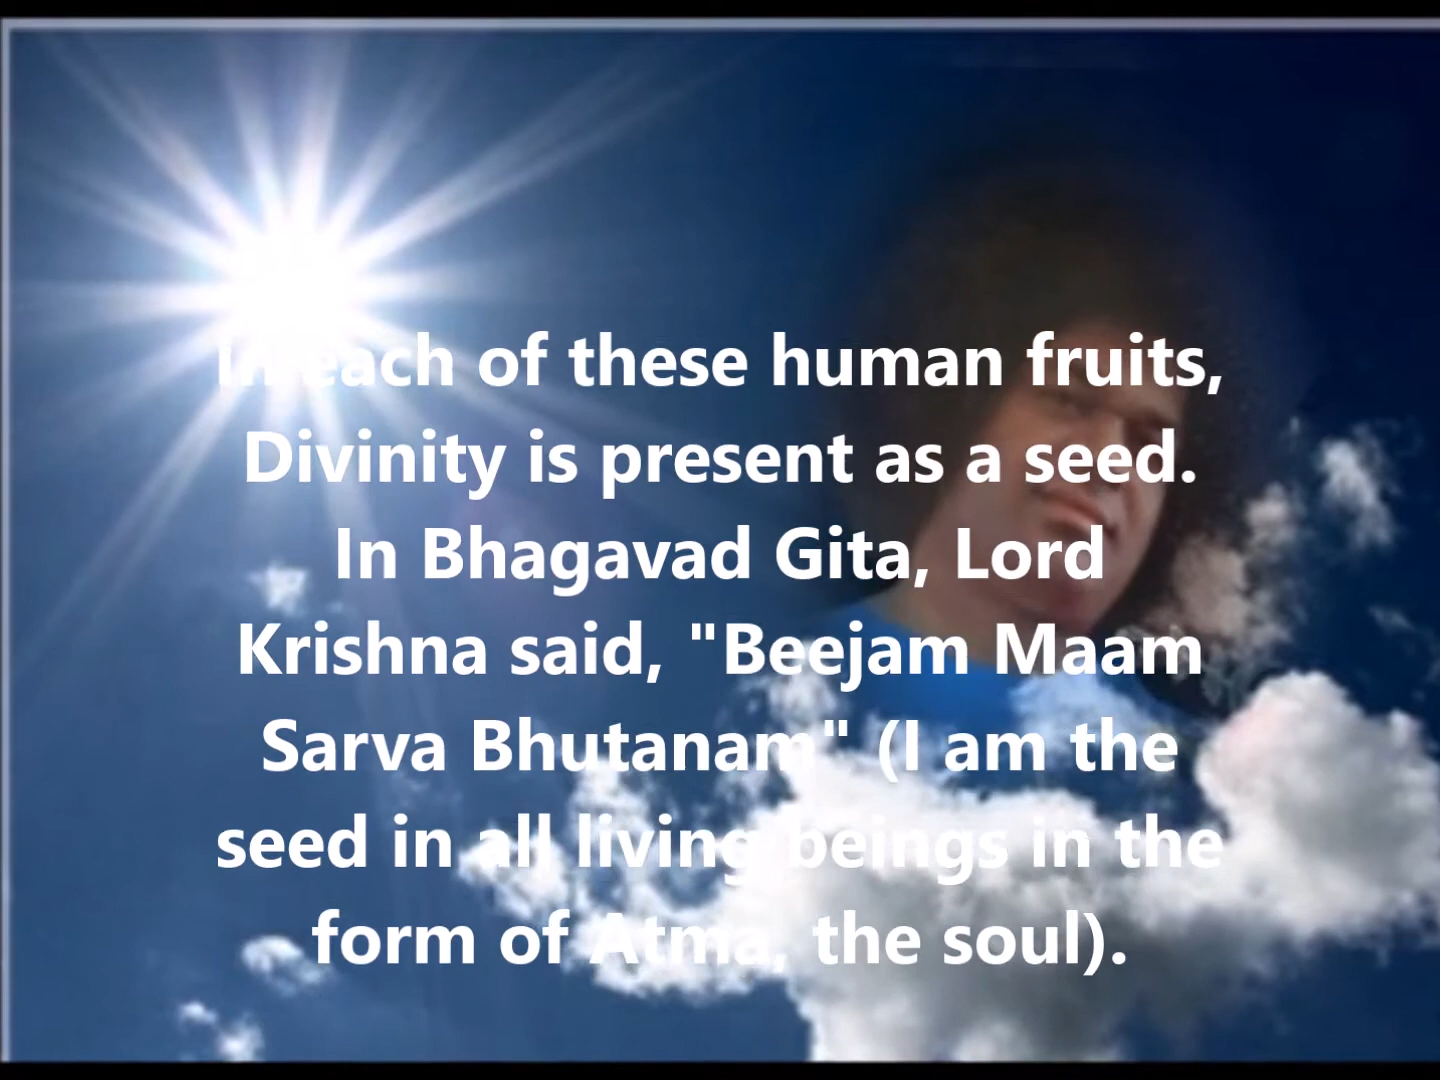 In each of these human fruits,
Divinity is present as a seed.
In Bhagavad Gita, Lord
Krishna said, "Beejam Maam
Sarva Bhutanam" (I am the
seed in all living beings in the
form of Atma, the soul).